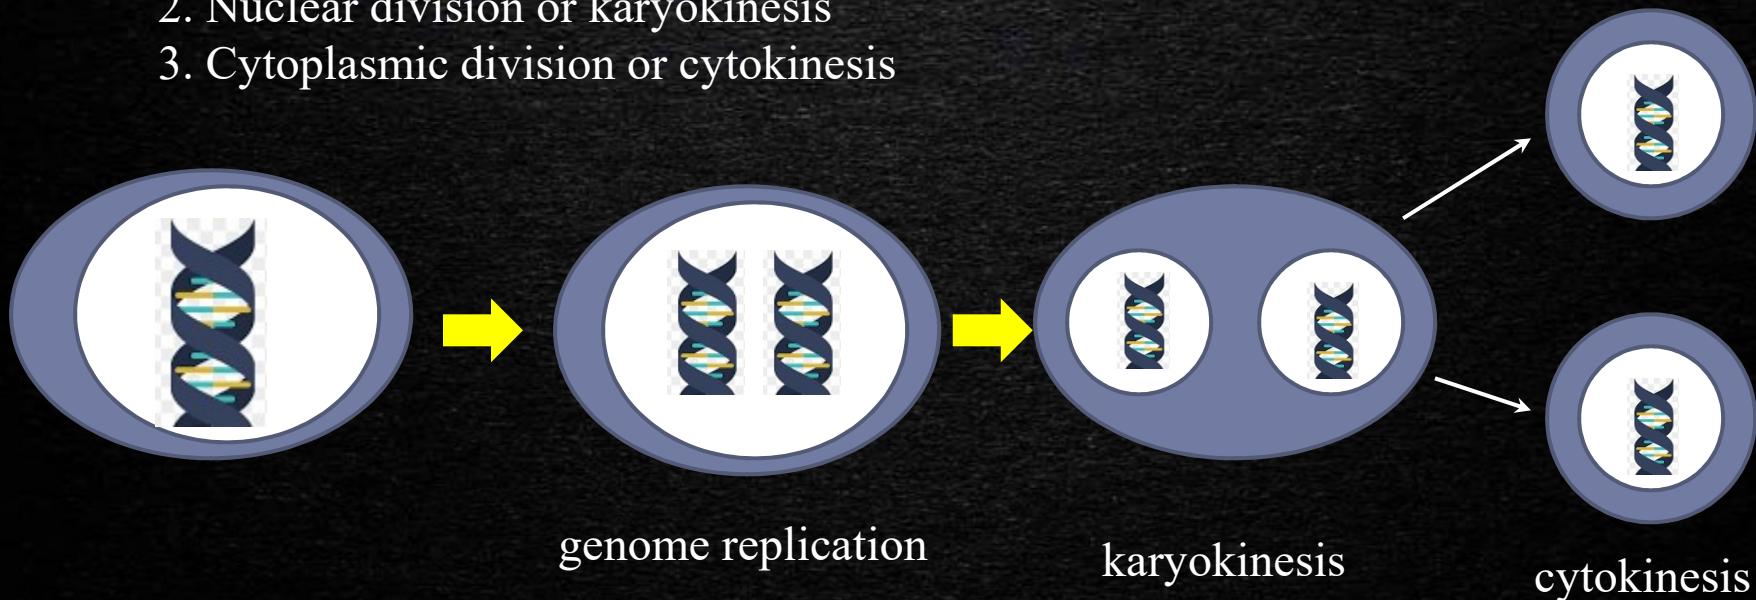 2. Nuclear division or karyokinesis
3. Cytoplasmic division or cytokinesis
genome replication
karyokinesis
cytokinesis